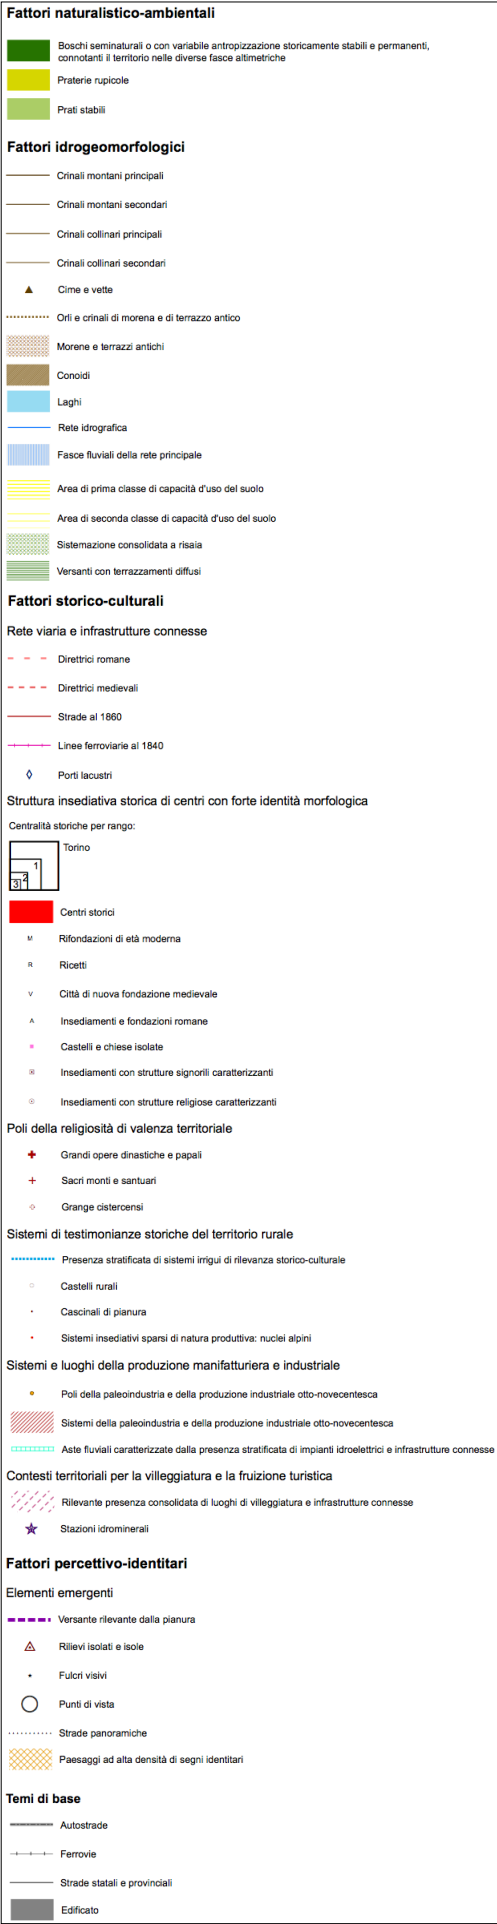 Fattori naturalistico-ambientali
Boschi seminaturali o con variabile antropizzazione storicamente stabili e permanenti,
connotanti il territorio nelle diverse fasce altimetriche
Praterie rupicole
Prati stabili
Fattori idrogeomorfologici
Crinali montani principali
Crinali montani secondari
Crinali collinari principali
Crinali collinari secondari
Cime e vette
Orli e crinali di morena e di terrazzo antico
Morene e terrazzi antichi
Conoidi
Laghi
Rete idrografica
Fasce fluviali della rete principale
Area di prima classe di capacità d'uso del suolo
Area di seconda classe di capacità d'uso del suolo
Sistemazione consolidata a risaia
Versanti con terrazzamenti diffusi
Fattori storico-culturali
Rete viaria e infrastrutture connesse
Direttrici romane
Direttrici medievali
Strade al 1860
Linee ferroviarie al 1840
Porti lacustri
Struttura insediativa storica di centri con forte identità morfologica
Centralità storiche per rango:
Torino
1
2
3
Centri storici
M Rifondazioni di età moderna
R Ricetti
V Città di nuova fondazione medievale
A Insediamenti e fondazioni romane
Castelli e chiese isolate
Insediamenti con strutture signorili caratterizzanti
Insediamenti con strutture religiose caratterizzanti
Poli della religiosità di valenza territoriale
Grandi opere dinastiche e papali
Sacri monti e santuari
Grange cistercensi
Sistemi di testimonianze storiche del territorio rurale
Presenza stratificata di sistemi irrigui di rilevanza storico-culturale
Castelli rurali
Cascinali di pianura
Sistemi insediativi sparsi di natura produttiva: nuclei alpini
Sistemi e luoghi della produzione manifatturiera e industriale
Poli della paleoindustria e della produzione industriale otto-novecentesca
Sistemi della paleoindustria e della produzione industriale otto-novecentesca
Aste fluviali caratterizzate dalla presenza stratificata di impianti idroelettrici e infrastrutture connesse
Contesti territoriali per la villeggiatura e la fruizione turistica
Rilevante presenza consolidata di luoghi di villeggiatura e infrastrutture connesse
Stazioni idrominerali
Fattori percettivo-identitari
Elementi emergenti
Versante rilevante dalla pianura
Rilievi isolati e isole
Fulcri visivi
Punti di vista
Strade panoramiche
Paesaggi ad alta densità di segni identitari
Temi di base
Autostrade
Ferrovie
Strade statali e provinciali
Edificato